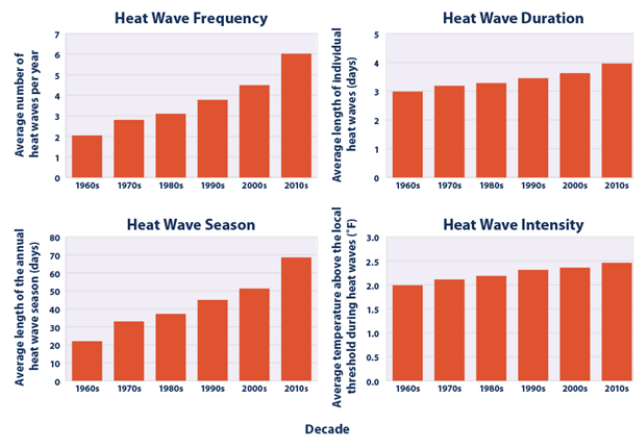 Heat Wave Frequency
Average number of
heat waves per year
7
6
5
4
3
2
1
0
1960s 1970s 1980s 1990s 2000s 2010s
Heat Wave Duration
Average length of individual
heat waves (days)
5
4
3
2
1
0
1960s 1970s 1980s 1990s 2000s 2010s
Heat Wave Season
Average length of the annual
heat wave season (days)
80
70
60
50
40
30
20
10
0
1960s 1970s 1980s 1990s 2000s 2010s
Heat Wave Intensity
Average temperature above the local
threshold during heat waves (°F)
3.0
2.5
2.0
1.5
1.0
0.5
0.0
1960s 1970s 1980s 1990s 2000s 2010s
Decade